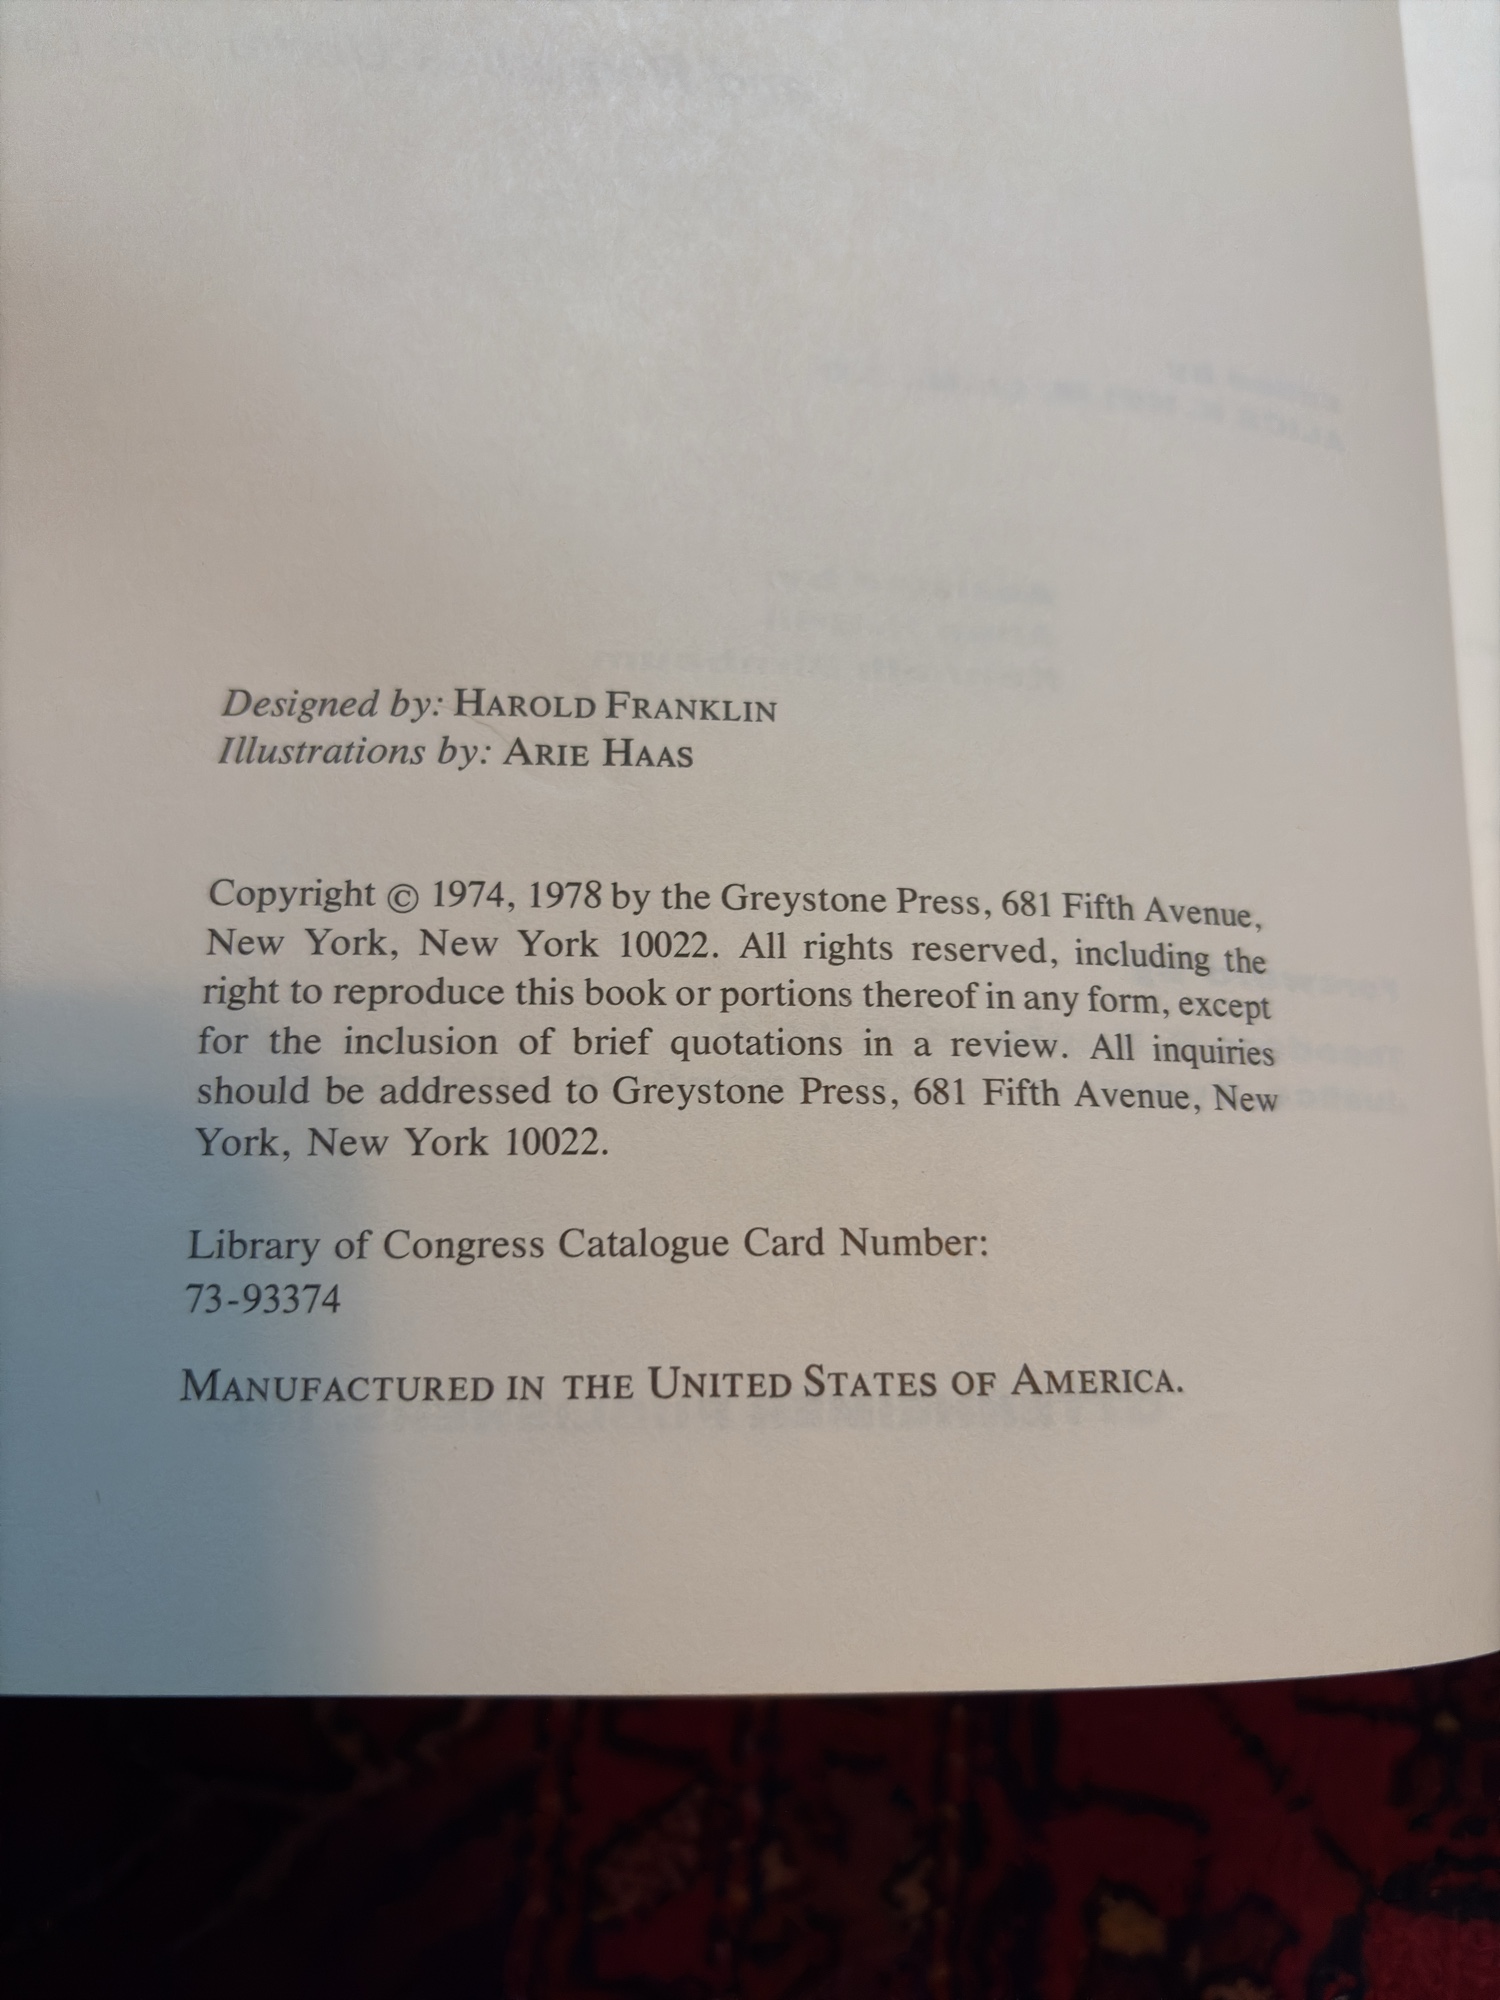 Designed by: HAROLD FRANKLIN
Illustrations by: ARIE HAAS
Copyright © 1974, 1978 by the Greystone Press, 681 Fifth Avenue,
New York, New York 10022. All rights reserved, including the
right to reproduce this book or portions thereof in any form, except
for the inclusion of brief quotations in a review. All inquiries
should be addressed to Greystone Press, 681 Fifth Avenue, New
York, New York 10022.
Library of Congress Catalogue Card Number:
73-93374
MANUFACTURED IN THE UNITED STATES OF AMERICA.